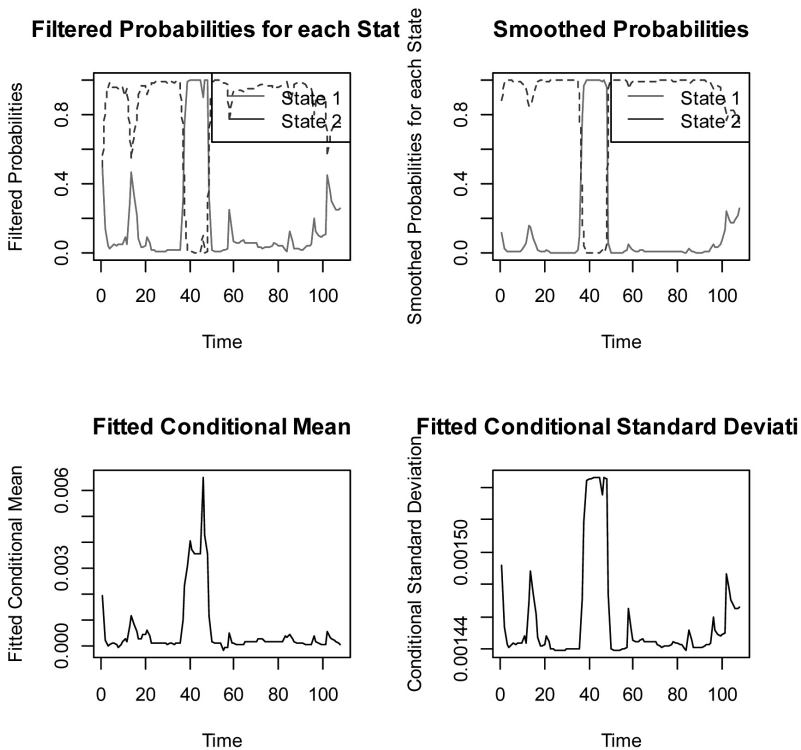 Filtered Probabilities for each Stat
Filtered Probabilities
0.0 0.4 0.8
State 1
State 2
0 20 40 60 80 100
Time
Smoothed Probabilities
Smoothed Probabilities for each State
0.0 0.4 0.8
State 1
State 2
0 20 40 60 80 100
Time
Fitted Conditional Mean
Fitted Conditional Mean
0.000 0.003 0.006
0 20 40 60 80 100
Time
Fitted Conditional Standard Deviati
Conditional Standard Deviation
0.00144 0.00150
0 20 40 60 80 100
Time